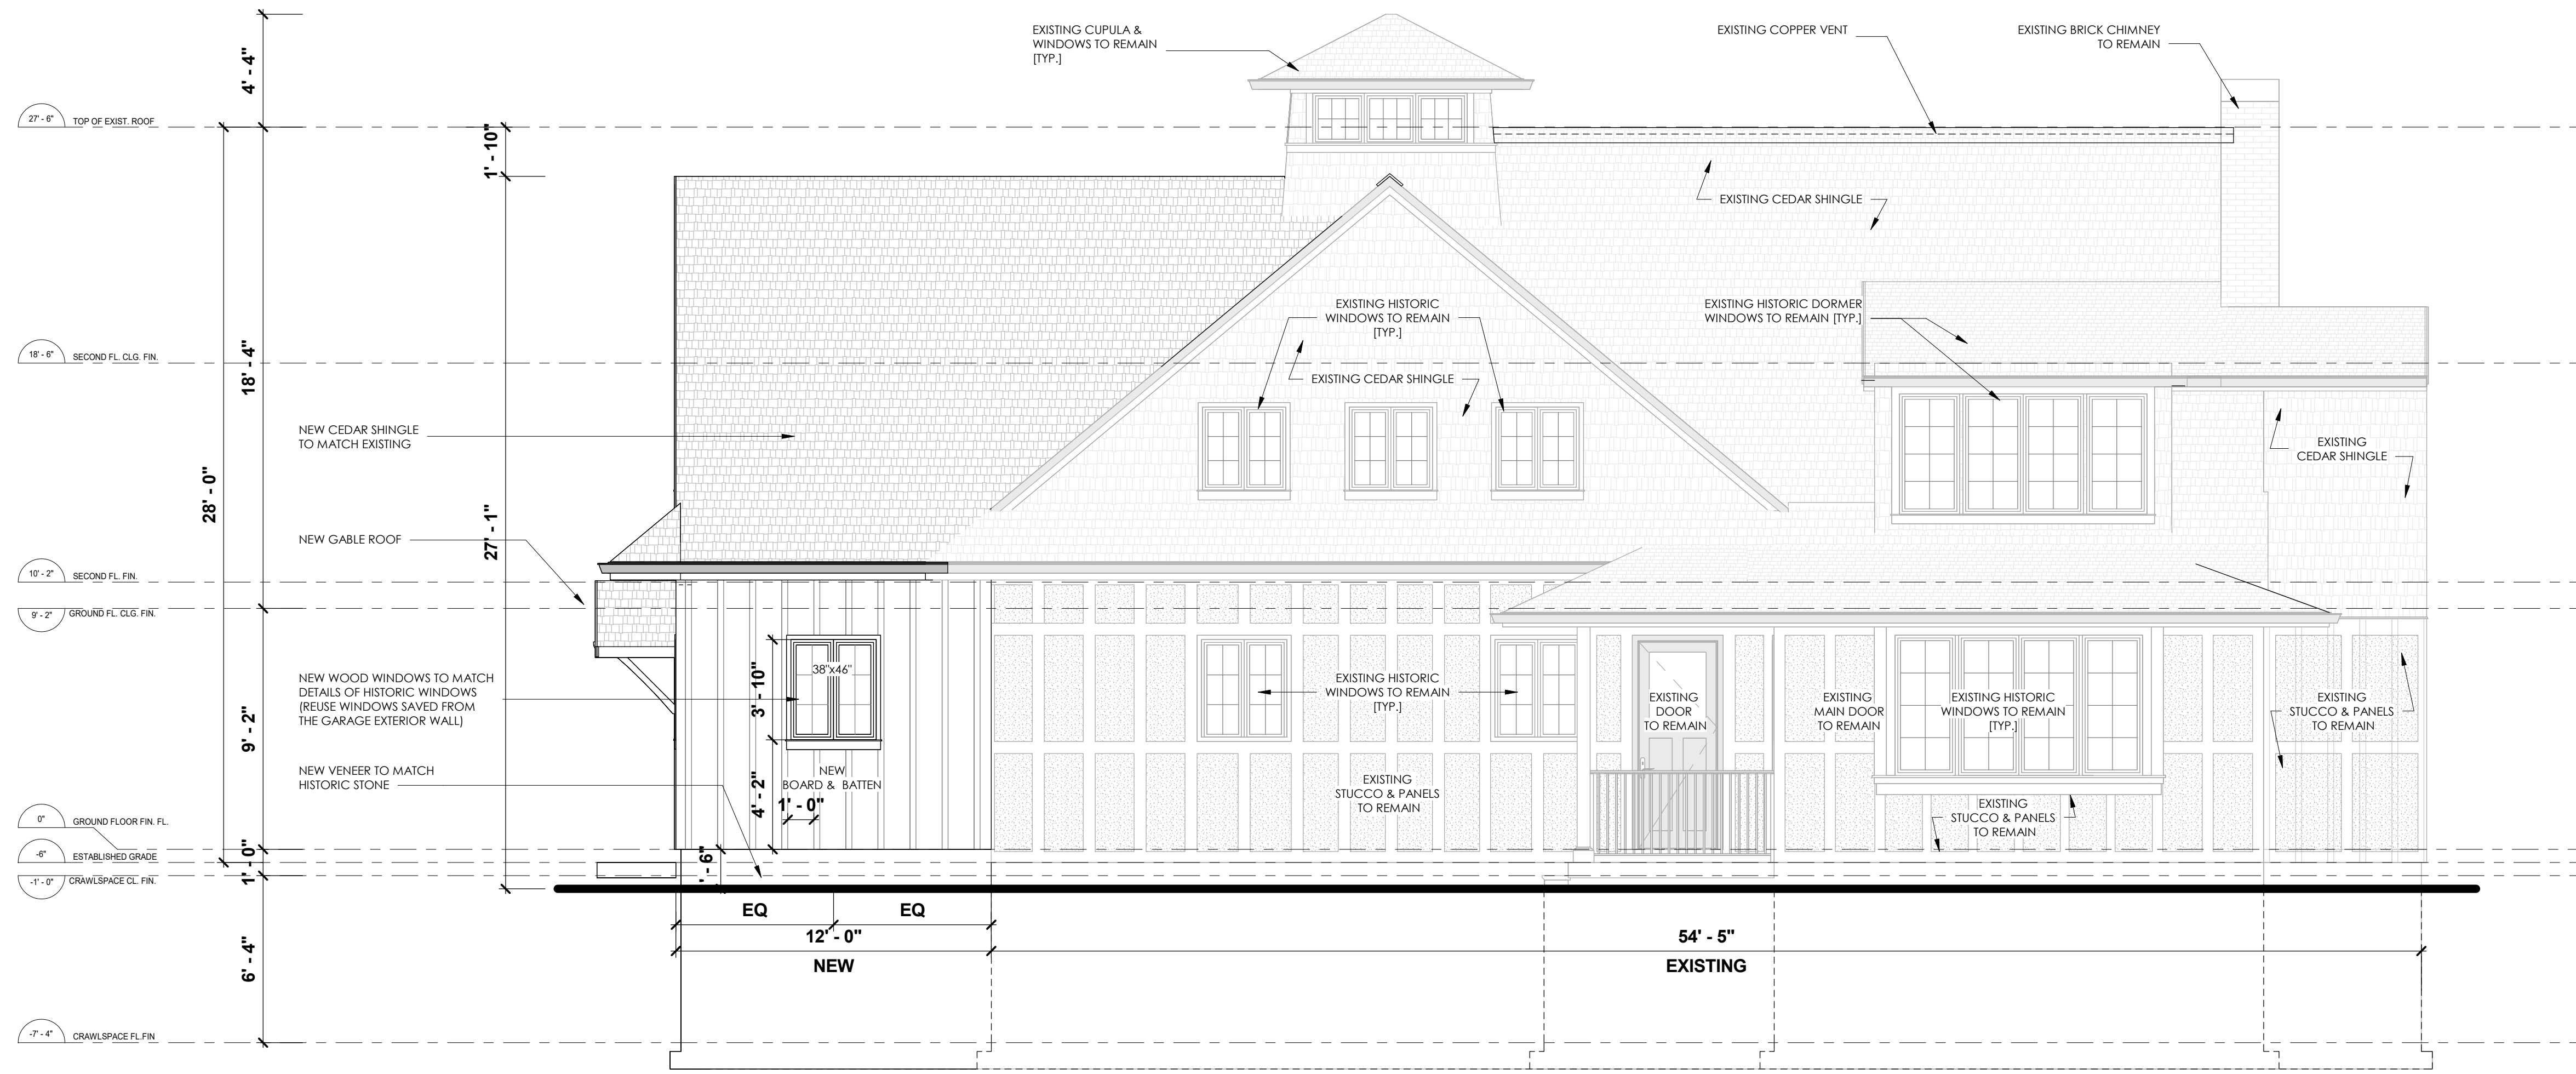 4' - 4"
EXISTING CUPULA &
WINDOWS TO REMAIN
[TYP.]
EXISTING COPPER VENT
EXISTING BRICK CHIMNEY
TO REMAIN
27' - 6"
TOP OF EXIST. ROOF
1' - 10"
EXISTING CEDAR SHINGLE
EXISTING HISTORIC
WINDOWS TO REMAIN
[TYP.]
EXISTING HISTORIC DORMER
WINDOWS TO REMAIN [TYP.]
18' - 6"
SECOND FL. CLG. FIN.
18' - 4"
EXISTING CEDAR SHINGLE
NEW CEDAR SHINGLE
TO MATCH EXISTING
EXISTING
CEDAR SHINGLE
28' - 0"
27' - 1"
NEW GABLE ROOF
10' - 2"
SECOND FL. FIN.
9' - 2"
GROUND FL. CLG. FIN.
38"x46"
3' - 10"
NEW WOOD WINDOWS TO MATCH
DETAILS OF HISTORIC WINDOWS
(REUSE WINDOWS SAVED FROM
THE GARAGE EXTERIOR WALL)
EXISTING HISTORIC
WINDOWS TO REMAIN
[TYP.]
EXISTING
DOOR
TO REMAIN
EXISTING
MAIN DOOR
TO REMAIN
EXISTING HISTORIC
WINDOWS TO REMAIN
[TYP.]
EXISTING
STUCCO & PANELS
TO REMAIN
9' - 2"
NEW VENEER TO MATCH
HISTORIC STONE
NEW
BOARD & BATTEN
4' - 2"
1' - 0"
EXISTING
STUCCO & PANELS
TO REMAIN
EXISTING
STUCCO & PANELS
TO REMAIN
0"
GROUND FLOOR FIN. FL.
-6"
ESTABLISHED GRADE
1' - 0"
' - 6"
-1' - 0"
CRAWLSPACE CL. FIN.
EQ
EQ
12' - 0"
54' - 5"
NEW
EXISTING
6' - 4"
-7' - 4"
CRAWLSPACE FL.FIN